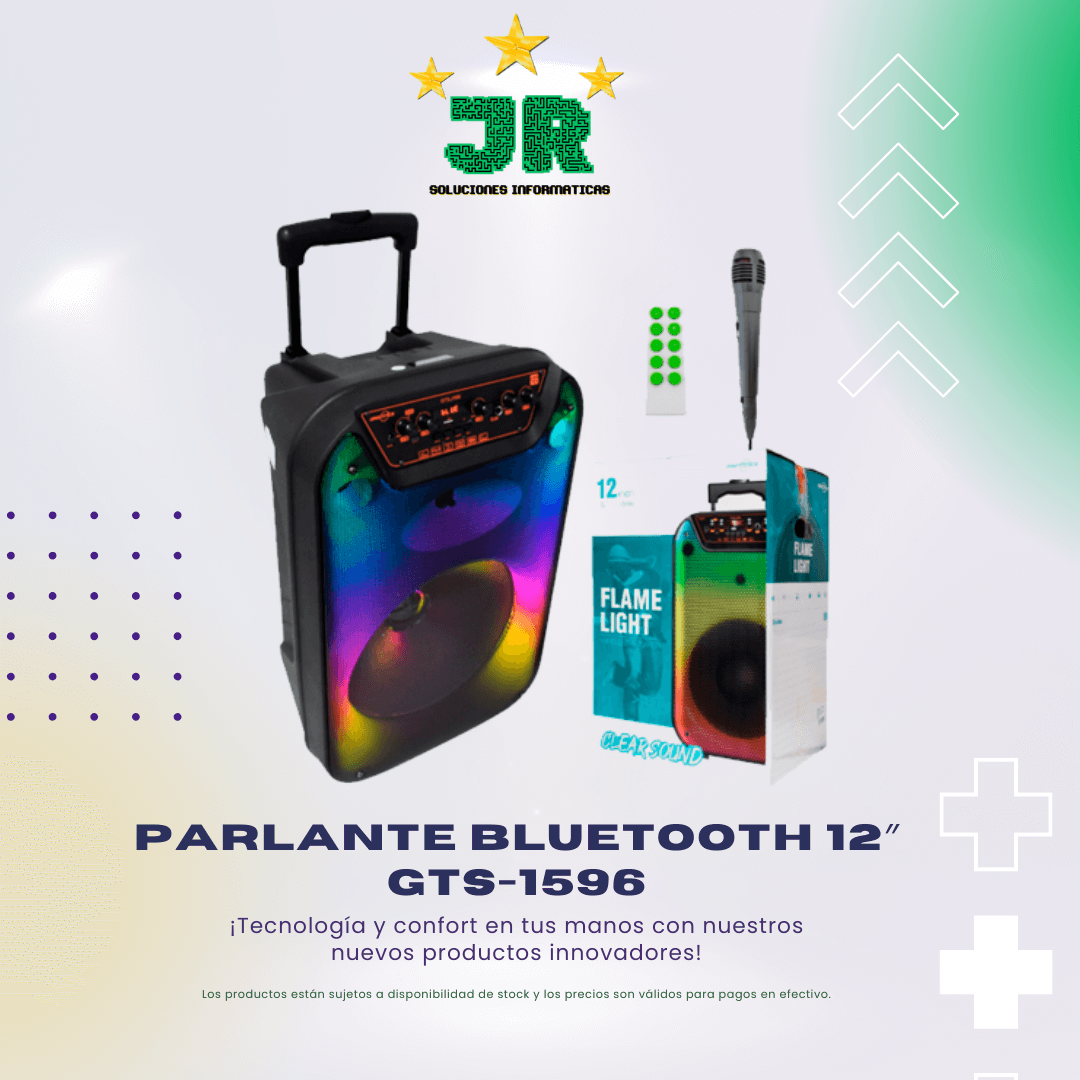 JR
SOLUCIONES INFORMATICAS
12
FLAME
LIGHT
FLAME
LIGHT
CLEAR SOUND
PARLANTE BLUETOOTH 12″
GTS-1596
¡Tecnología y confort en tus manos con nuestros
nuevos productos innovadores!
Los productos están sujetos a disponibilidad de stock y los precios son válidos para pagos en efectivo.